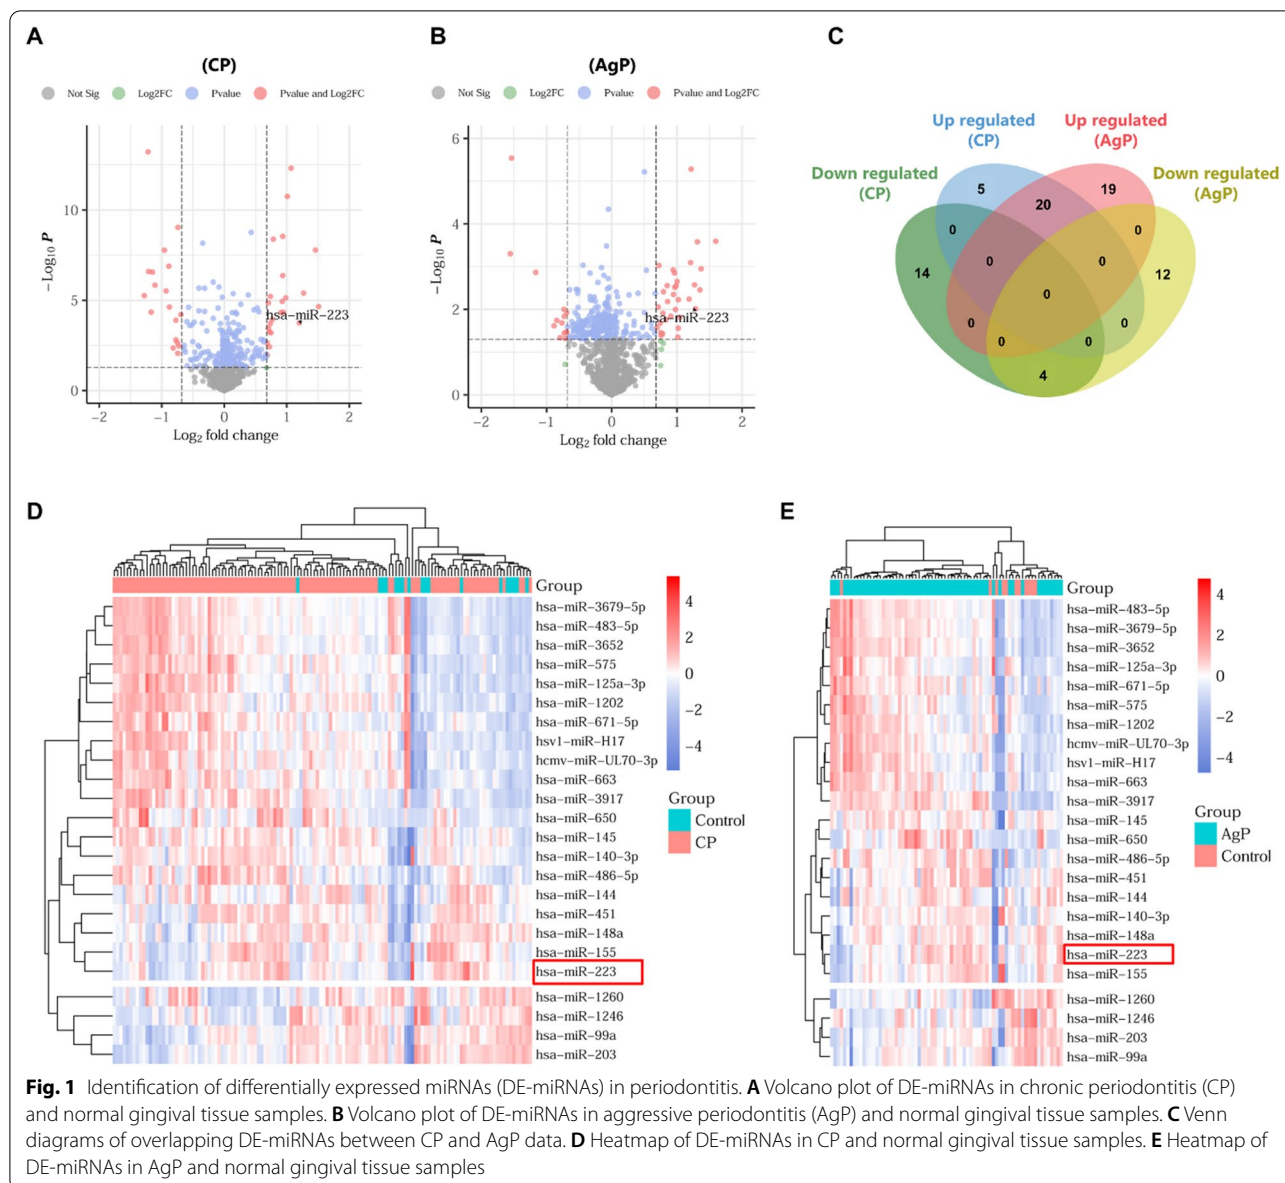 A
(CP)
Not Sig Log2FC Pvalue Pvalue and Log2FC
−Log10 P
10
5
0
hsa−miR−223
−2 −1 0 1 2
Log2 fold change
B
(AgP)
Not Sig Log2FC Pvalue Pvalue and Log2FC
−Log10 P
6
4
2
0
hsa−miR−223
−2 −1 0 1 2
Log2 fold change
C
Up regulated
(CP)
Up regulated
(AgP)
Down regulated
(CP)
Down regulated
(AgP)
5
19
20
0
0
14
0
0
12
0
0
0
0
0
4
D
Group
hsa−miR−3679−5p
hsa−miR−483−5p
hsa−miR−3652
hsa−miR−575
hsa−miR−125a−3p
hsa−miR−1202
hsa−miR−671−5p
hsv1−miR−H17
hcmv−miR−UL70−3p
hsa−miR−663
hsa−miR−3917
hsa−miR−650
hsa−miR−145
hsa−miR−140−3p
hsa−miR−486−5p
hsa−miR−144
hsa−miR−451
hsa−miR−148a
hsa−miR−155
hsa−miR−223
hsa−miR−1260
hsa−miR−1246
hsa−miR−99a
hsa−miR−203
4
2
0
−2
−4
Group
Control
CP
E
Group
hsa−miR−483−5p
hsa−miR−3679−5p
hsa−miR−3652
hsa−miR−125a−3p
hsa−miR−671−5p
hsa−miR−575
hsa−miR−1202
hcmv−miR−UL70−3p
hsv1−miR−H17
hsa−miR−663
hsa−miR−3917
hsa−miR−145
hsa−miR−650
hsa−miR−486−5p
hsa−miR−451
hsa−miR−144
hsa−miR−140−3p
hsa−miR−148a
hsa−miR−223
hsa−miR−155
hsa−miR−1260
hsa−miR−1246
hsa−miR−203
hsa−miR−99a
4
2
0
−2
−4
Group
AgP
Control
Fig. 1 Identification of differentially expressed miRNAs (DE-miRNAs) in periodontitis. A Volcano plot of DE-miRNAs in chronic periodontitis (CP)
and normal gingival tissue samples. B Volcano plot of DE-miRNAs in aggressive periodontitis (AgP) and normal gingival tissue samples. C Venn
diagrams of overlapping DE-miRNAs between CP and AgP data. D Heatmap of DE-miRNAs in CP and normal gingival tissue samples. E Heatmap of
DE-miRNAs in AgP and normal gingival tissue samples